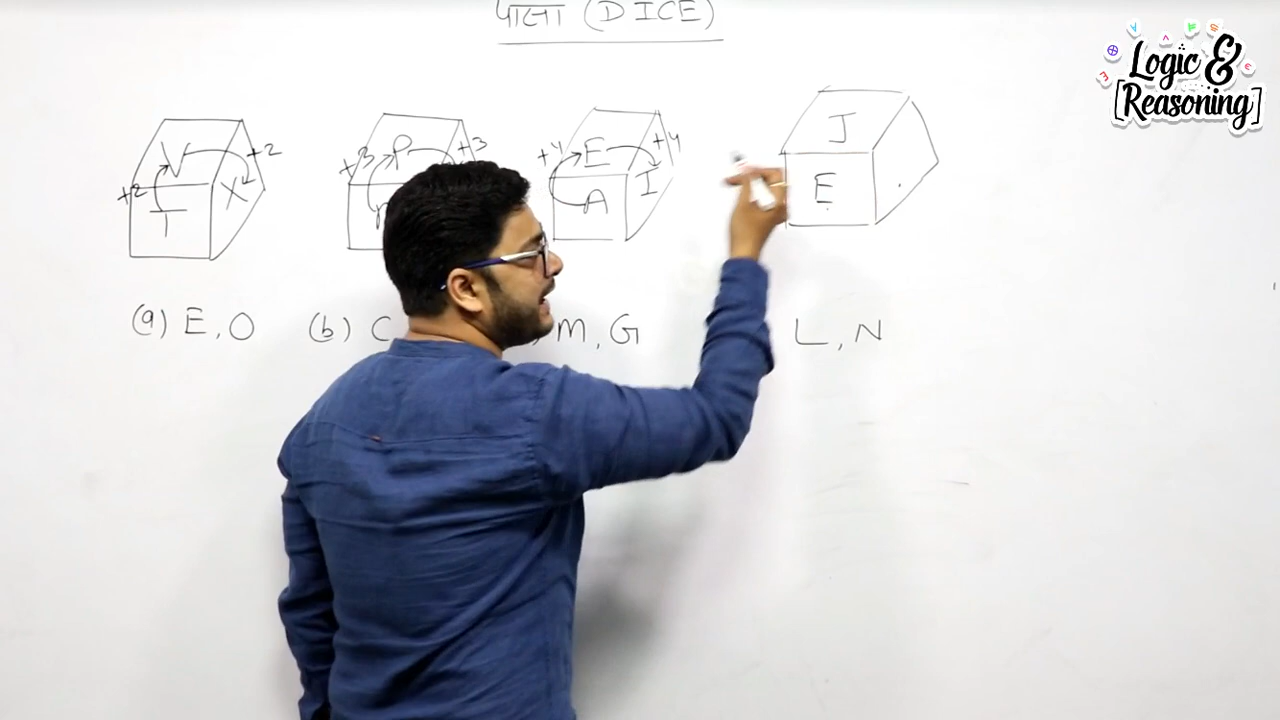 पासा (DICE)
+2 V +2 T X
+3 P +3
+4 E +4 A I
J E
(a) E, O (b) C M, G L, N
Logic &
[Reasoning]